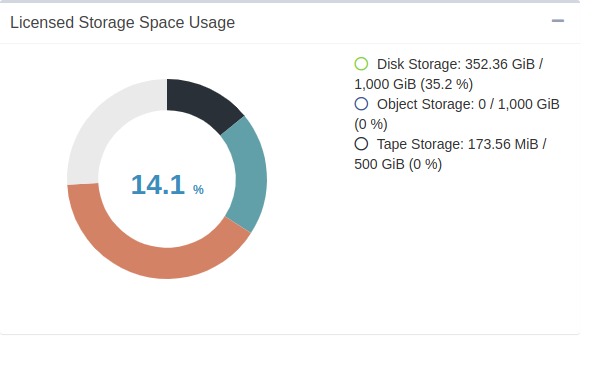 Licensed Storage Space Usage
14.1 %
Disk Storage: 352.36 GiB /
1,000 GiB (35.2 %)
Object Storage: 0 / 1,000 GiB
(0 %)
Tape Storage: 173.56 MiB /
500 GiB (0 %)